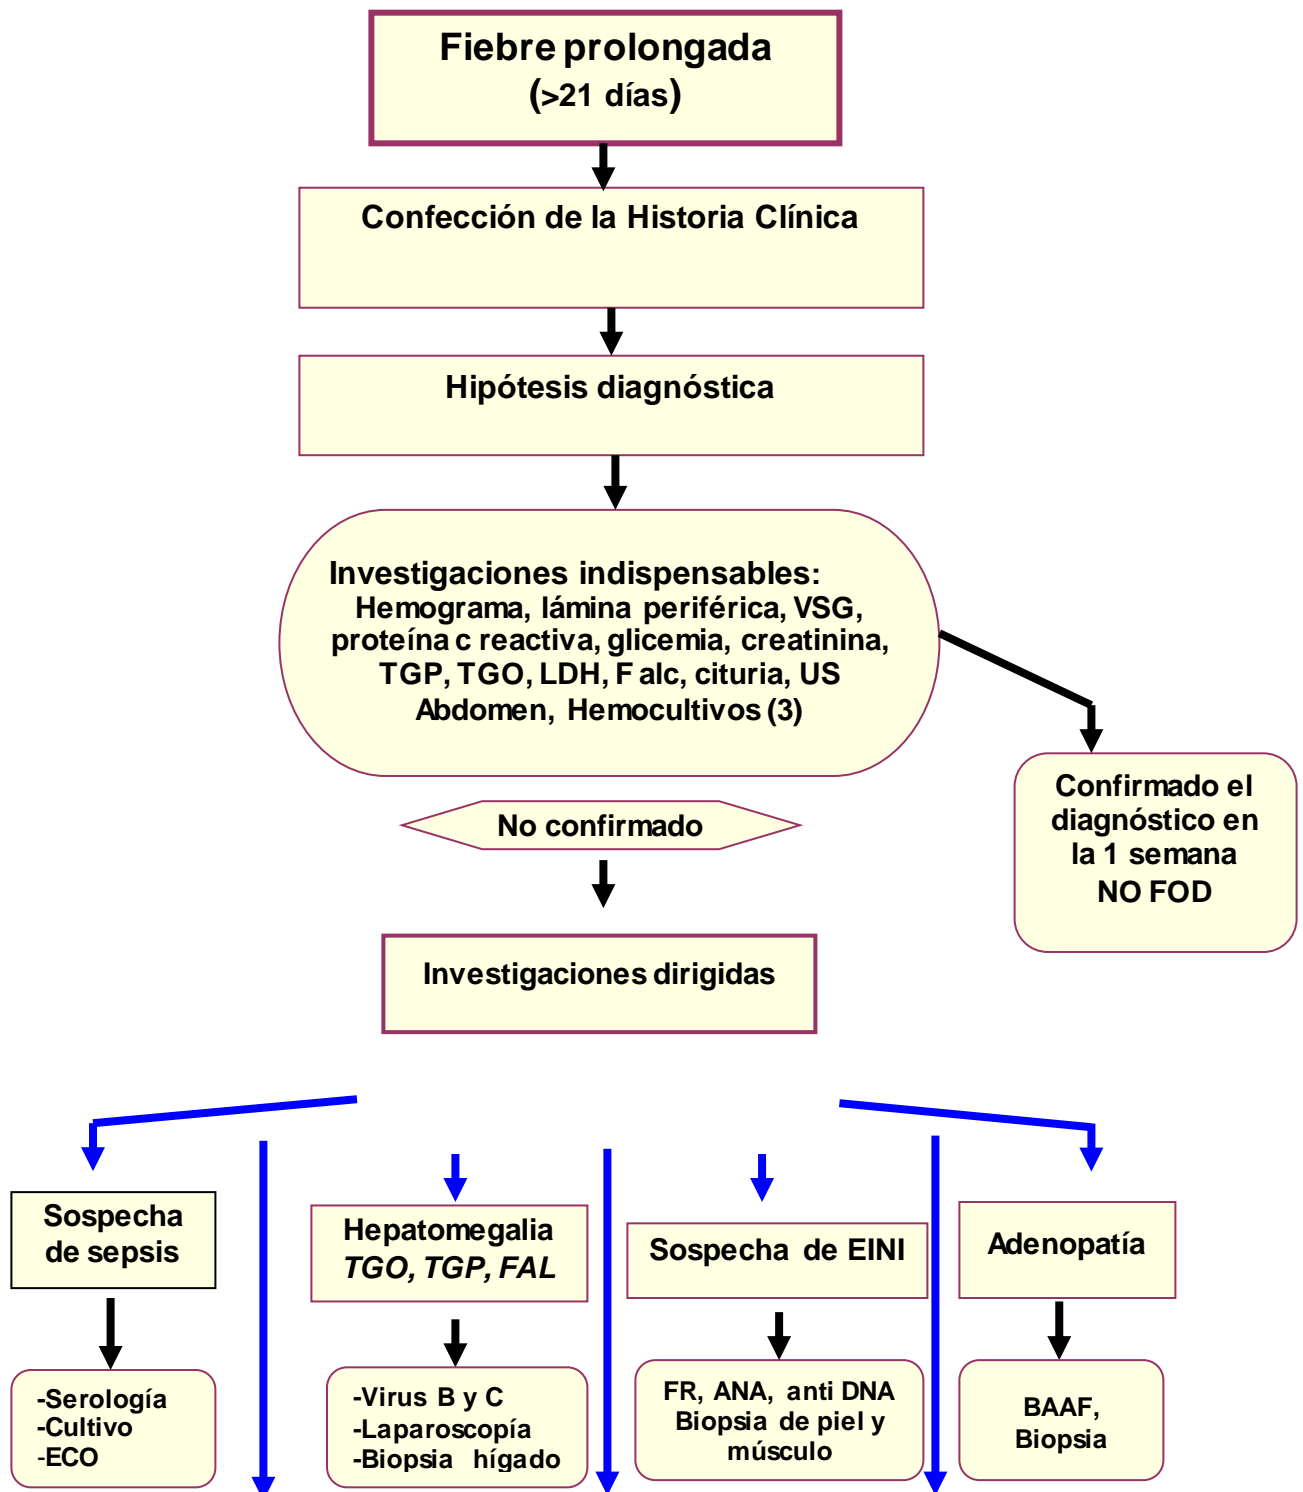 Fiebre prolongada
(>21 días)
Confección de la Historia Clínica
Hipótesis diagnóstica
Investigaciones indispensables:
Hemograma, lámina periférica, VSG,
proteína c reactiva, glicemia, creatinina,
TGP, TGO, LDH, F alc, cituria, US
Abdomen, Hemocultivos (3)
Confirmado el
diagnóstico en
la 1 semana
NO FOD
No confirmado
Investigaciones dirigidas
Sospecha
de sepsis
Hepatomegalia
TGO, TGP, FAL
Sospecha de EINI
Adenopatía
-Serología
-Cultivo
-ECO
-Virus B y C
-Laparoscopía
-Biopsia hígado
FR, ANA, anti DNA
Biopsia de piel y
músculo
BAAF,
Biopsia